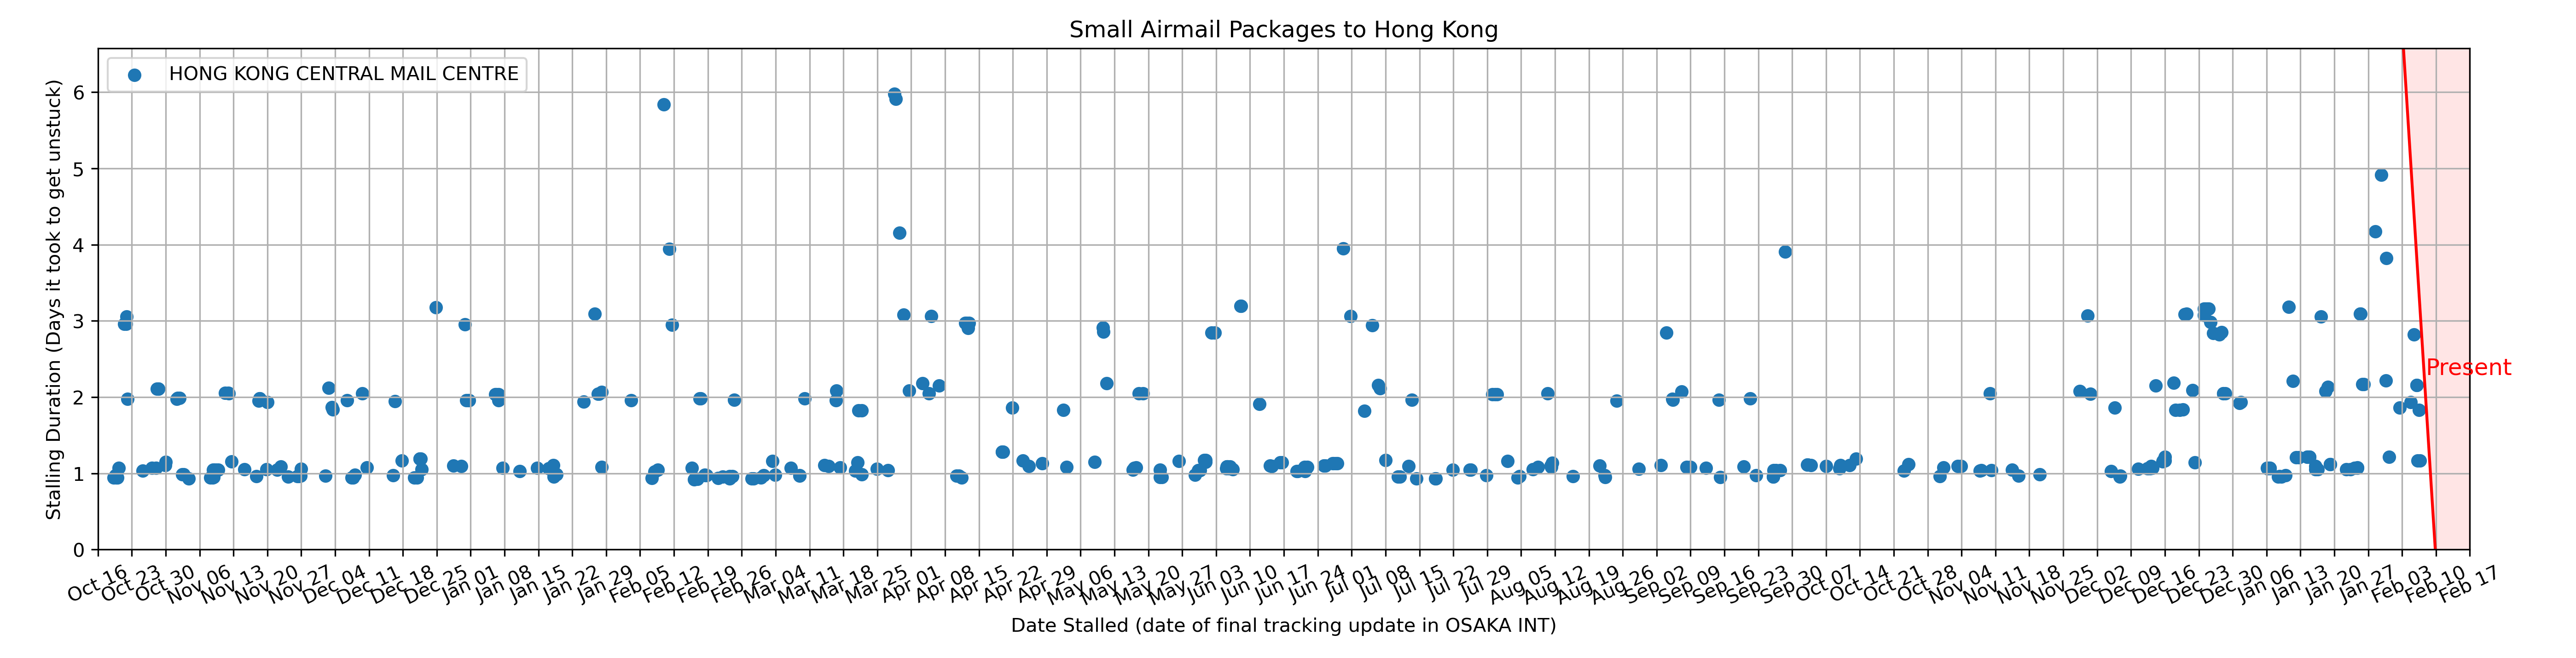 Small Airmail Packages to Hong Kong
HONG KONG CENTRAL MAIL CENTRE
Stalling Duration (Days it took to get unstuck)
6
5
4
3
2
1
0
Present
Oct 16 Oct 23 Oct 30 Nov 06 Nov 13 Nov 20 Nov 27 Dec 04 Dec 11 Dec 18 Dec 25 Jan 01 Jan 08 Jan 15 Jan 22 Jan 29 Feb 05 Feb 12 Feb 19 Feb 26 Mar 04 Mar 11 Mar 18 Mar 25 Apr 01 Apr 08 Apr 15 Apr 22 Apr 29 May 06 May 13 May 20 May 27 Jun 03 Jun 10 Jun 17 Jun 24 Jul 01 Jul 08 Jul 15 Jul 22 Jul 29 Aug 05 Aug 12 Aug 19 Aug 26 Sep 02 Sep 09 Sep 16 Sep 23 Sep 30 Oct 07 Oct 14 Oct 21 Oct 28 Nov 04 Nov 11 Nov 18 Nov 25 Dec 02 Dec 09 Dec 16 Dec 23 Dec 30 Jan 06 Jan 13 Jan 20 Jan 27 Feb 03 Feb 10 Feb 17
Date Stalled (date of final tracking update in OSAKA INT)